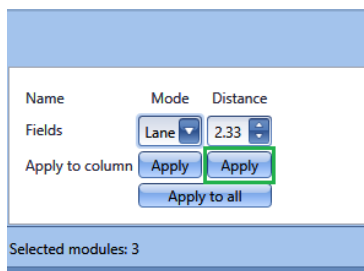 Name Mode Distance
Fields Lane 2.33
Apply to column Apply Apply
Apply to all
Selected modules: 3